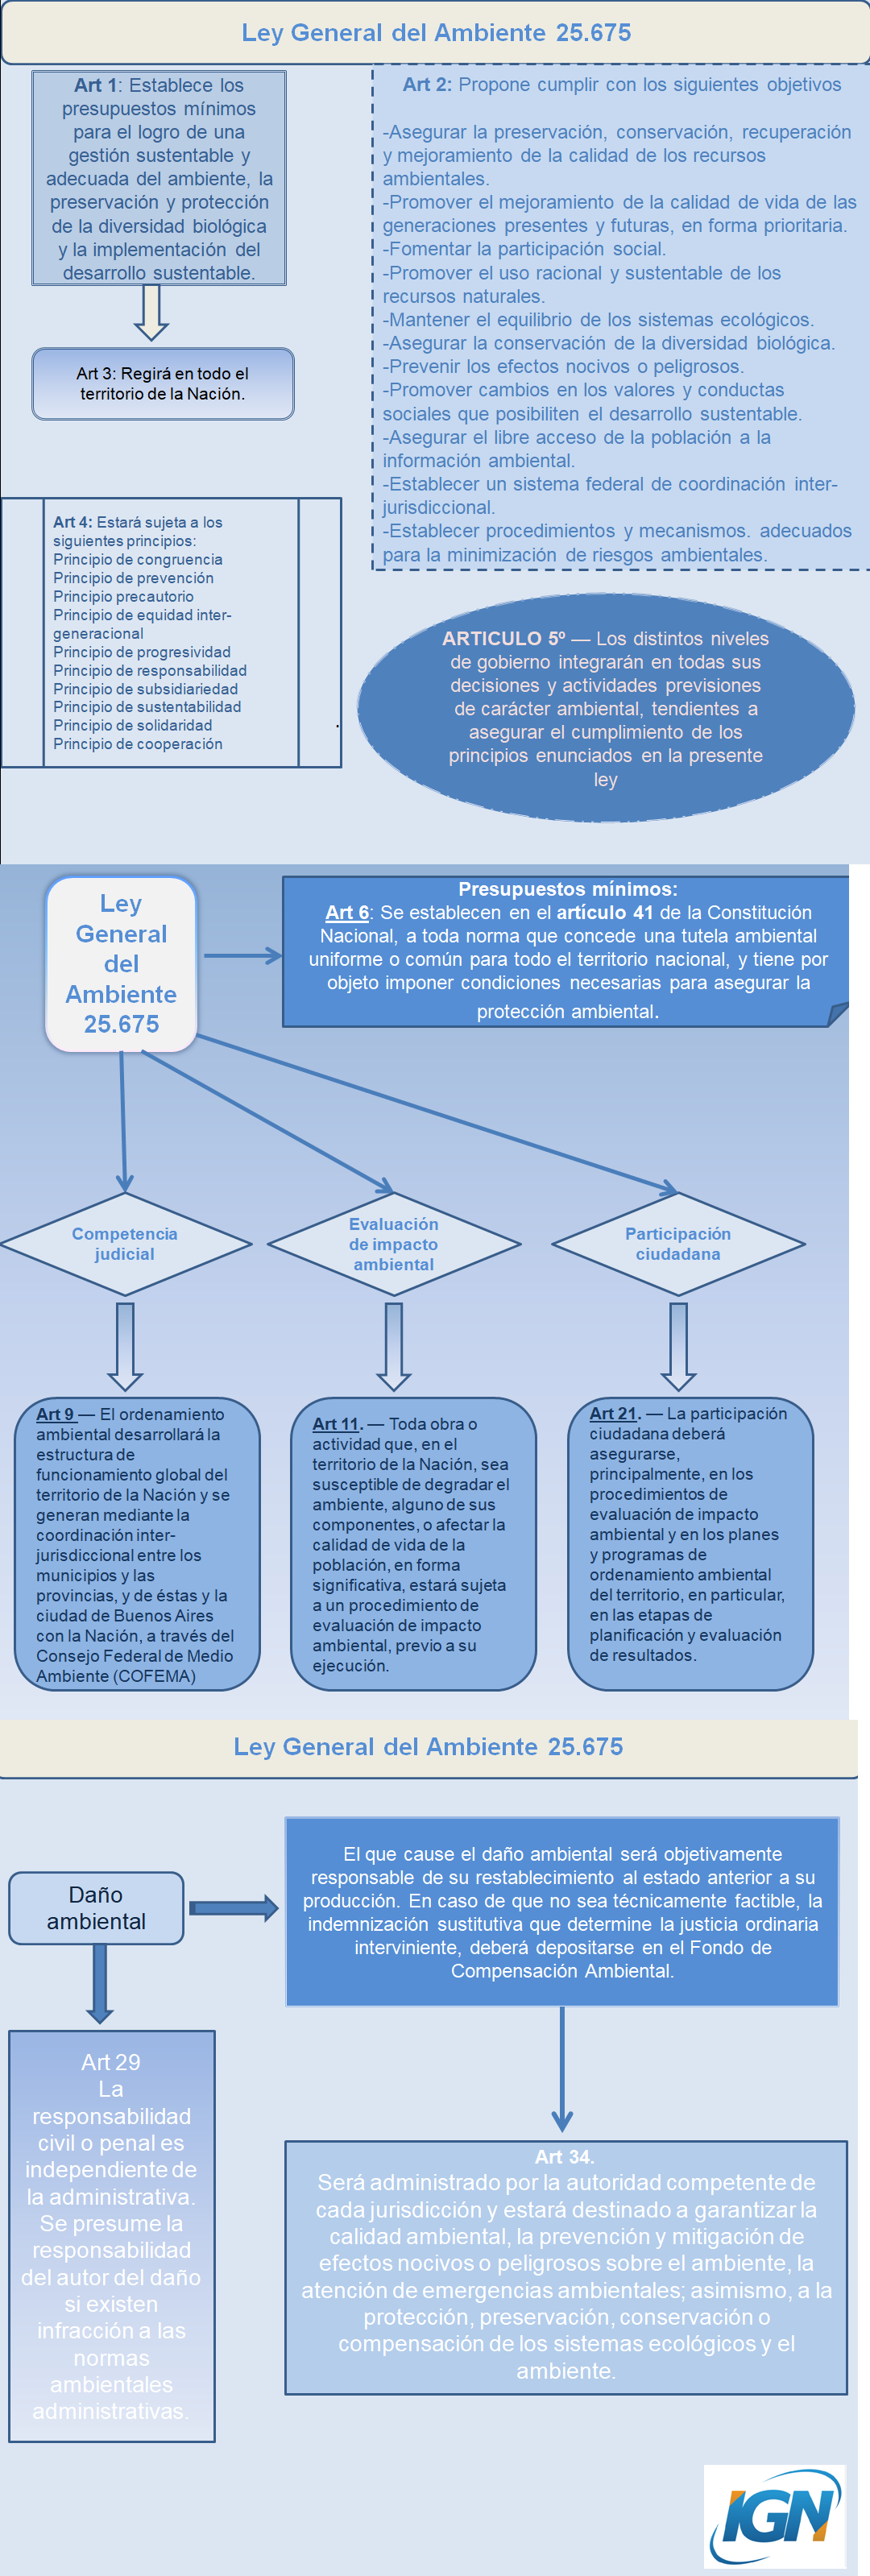 Ley General del Ambiente 25.675
Art 1: Establece los
presupuestos mínimos
para el logro de una
gestión sustentable y
adecuada del ambiente, la
preservación y protección
de la diversidad biológica
y la implementación del
desarrollo sustentable.
Art 3: Regirá en todo el
territorio de la Nación.
Art 2: Propone cumplir con los siguientes objetivos
-Asegurar la preservación, conservación, recuperación
y mejoramiento de la calidad de los recursos
ambientales.
-Promover el mejoramiento de la calidad de vida de las
generaciones presentes y futuras, en forma prioritaria.
-Fomentar la participación social.
-Promover el uso racional y sustentable de los
recursos naturales.
-Mantener el equilibrio de los sistemas ecológicos.
-Asegurar la conservación de la diversidad biológica.
-Prevenir los efectos nocivos o peligrosos.
-Promover cambios en los valores y conductas
sociales que posibiliten el desarrollo sustentable.
-Asegurar el libre acceso de la población a la
información ambiental.
-Establecer un sistema federal de coordinación inter-
jurisdiccional.
-Establecer procedimientos y mecanismos. adecuados
para la minimización de riesgos ambientales.
Art 4: Estará sujeta a los
siguientes principios:
Principio de congruencia
Principio de prevención
Principio precautorio
Principio de equidad inter-
generacional
Principio de progresividad
Principio de responsabilidad
Principio de subsidiariedad
Principio de sustentabilidad
Principio de solidaridad
Principio de cooperación
.
ARTICULO 5º — Los distintos niveles
de gobierno integrarán en todas sus
decisiones y actividades previsiones
de carácter ambiental, tendientes a
asegurar el cumplimiento de los
principios enunciados en la presente
ley
Ley
General
del
Ambiente
25.675
Presupuestos mínimos:
Art 6: Se establecen en el artículo 41 de la Constitución
Nacional, a toda norma que concede una tutela ambiental
uniforme o común para todo el territorio nacional, y tiene por
objeto imponer condiciones necesarias para asegurar la
protección ambiental.
Competencia
judicial
Evaluación
de impacto
ambiental
Participación
ciudadana
Art 9 — El ordenamiento
ambiental desarrollará la
estructura de
funcionamiento global del
territorio de la Nación y se
generan mediante la
coordinación inter-
jurisdiccional entre los
municipios y las
provincias, y de éstas y la
ciudad de Buenos Aires
con la Nación, a través del
Consejo Federal de Medio
Ambiente (COFEMA)
Art 11. — Toda obra o
actividad que, en el
territorio de la Nación, sea
susceptible de degradar el
ambiente, alguno de sus
componentes, o afectar la
calidad de vida de la
población, en forma
significativa, estará sujeta
a un procedimiento de
evaluación de impacto
ambiental, previo a su
ejecución.
Art 21. — La participación
ciudadana deberá
asegurarse,
principalmente, en los
procedimientos de
evaluación de impacto
ambiental y en los planes
y programas de
ordenamiento ambiental
del territorio, en particular,
en las etapas de
planificación y evaluación
de resultados.
Ley General del Ambiente 25.675
Daño
ambiental
El que cause el daño ambiental será objetivamente
responsable de su restablecimiento al estado anterior a su
producción. En caso de que no sea técnicamente factible, la
indemnización sustitutiva que determine la justicia ordinaria
interviniente, deberá depositarse en el Fondo de
Compensación Ambiental.
Art 29
La
responsabilidad
civil o penal es
independiente de
la administrativa.
Se presume la
responsabilidad
del autor del daño
si existen
infracción a las
normas
ambientales
administrativas.
Art 34.
Será administrado por la autoridad competente de
cada jurisdicción y estará destinado a garantizar la
calidad ambiental, la prevención y mitigación de
efectos nocivos o peligrosos sobre el ambiente, la
atención de emergencias ambientales; asimismo, a la
protección, preservación, conservación o
compensación de los sistemas ecológicos y el
ambiente.
IGN